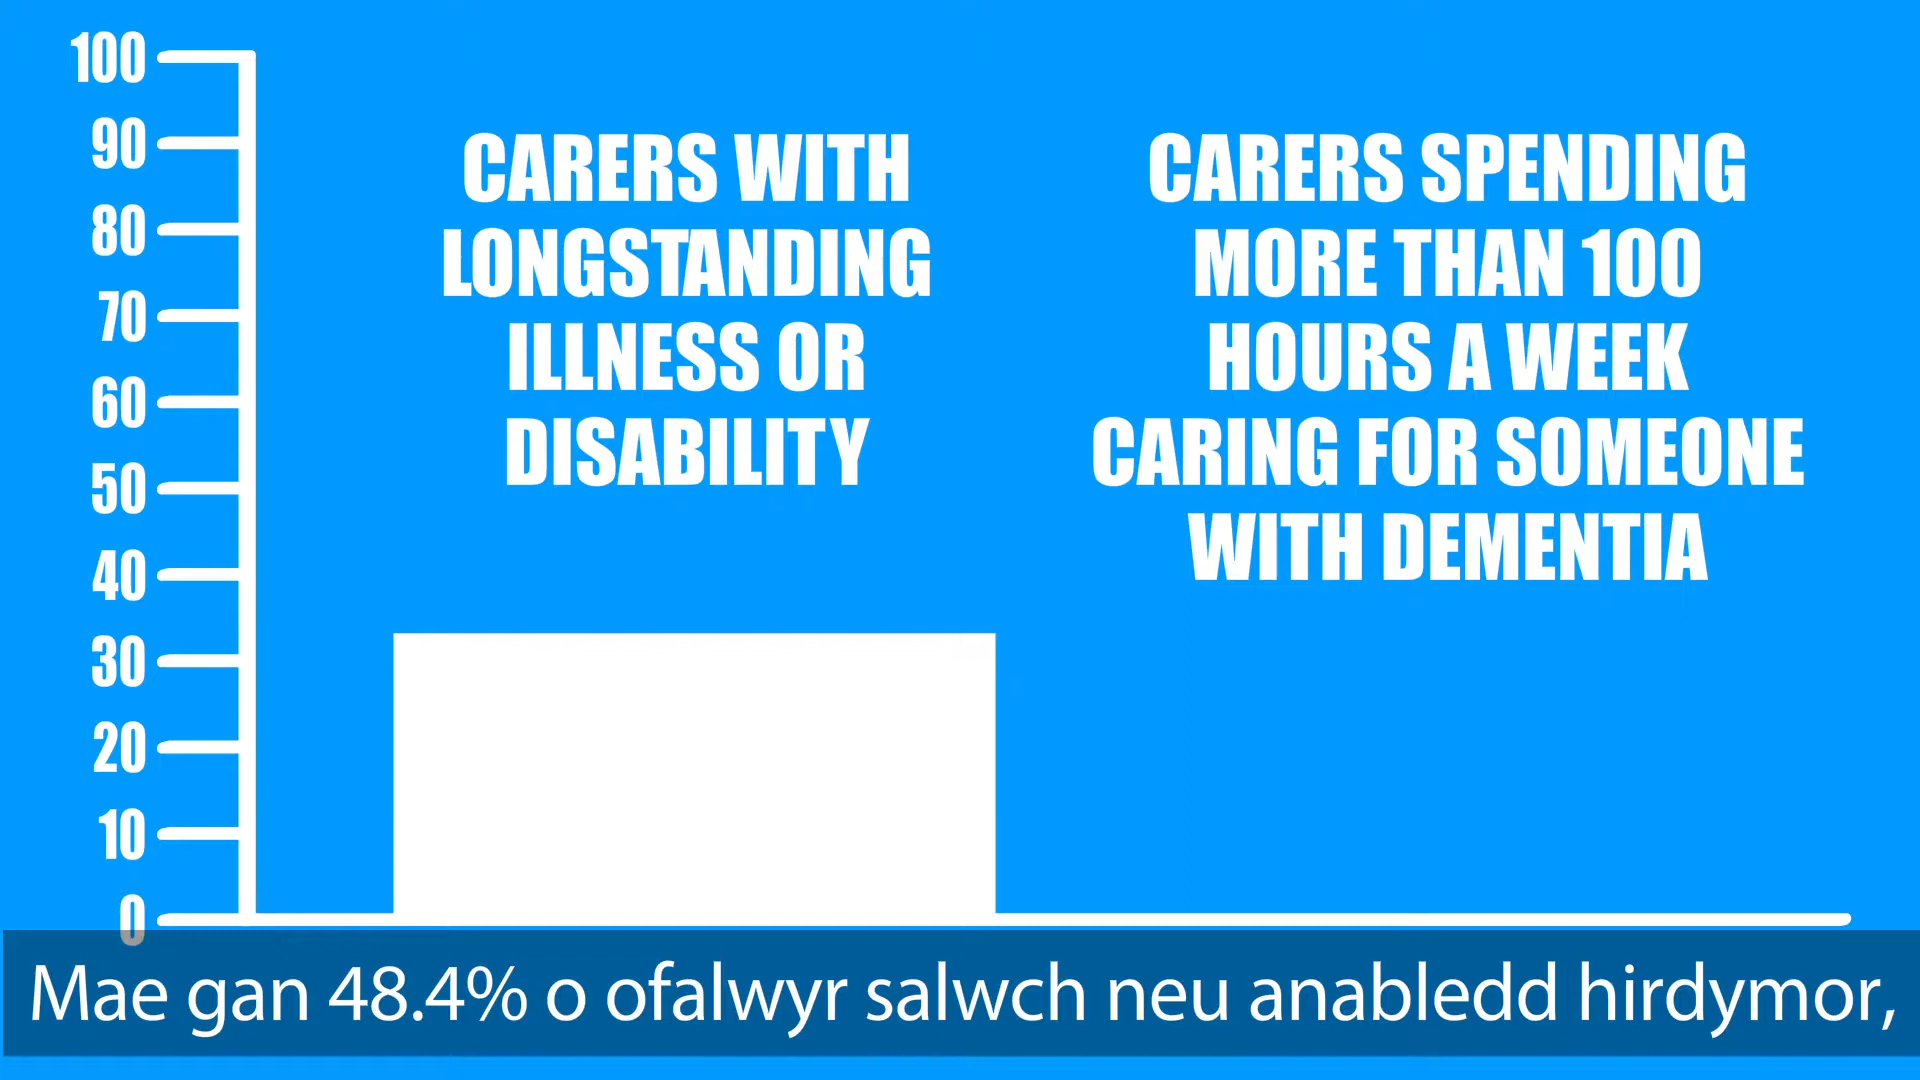 100
90
80
70
60
50
40
30
20
10
0
CARERS WITH
LONGSTANDING
ILLNESS OR
DISABILITY
CARERS SPENDING
MORE THAN 100
HOURS A WEEK
CARING FOR SOMEONE
WITH DEMENTIA
Mae gan 48.4% o ofalwyr salwch neu anabledd hirdymor,